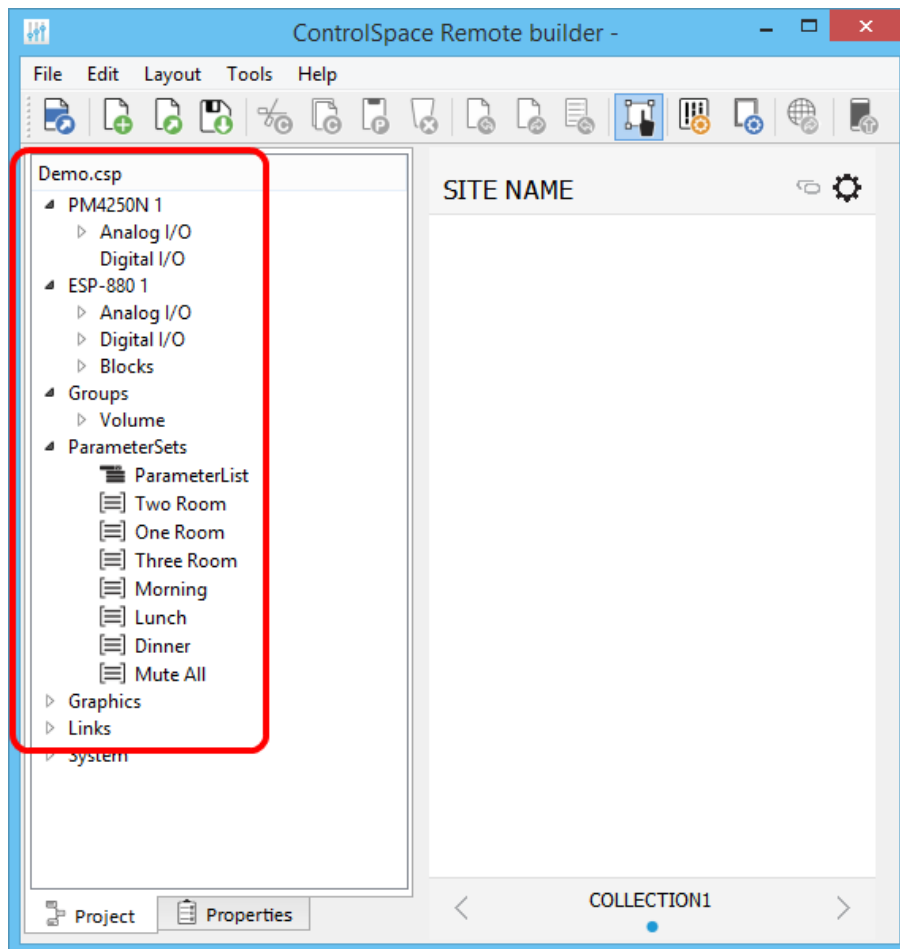 ControlSpace Remote builder -
File Edit Layout Tools Help
Demo.csp
PM4250N 1
Analog I/O
Digital I/O
ESP-880 1
Analog I/O
Digital I/O
Blocks
Groups
Volume
ParameterSets
ParameterList
Two Room
One Room
Three Room
Morning
Lunch
Dinner
Mute All
Graphics
Links
System
Project Properties
SITE NAME
COLLECTION1